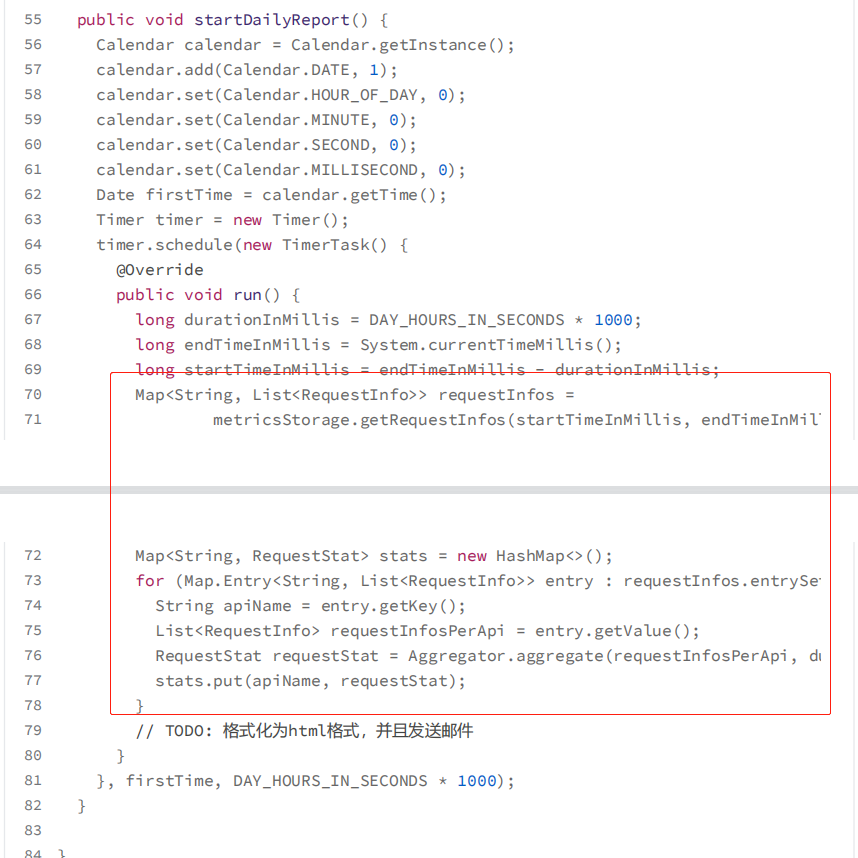 55 public void startDailyReport() {
56 Calendar calendar = Calendar.getInstance();
57 calendar.add(Calendar.DATE, 1);
58 calendar.set(Calendar.HOUR_OF_DAY, 0);
59 calendar.set(Calendar.MINUTE, 0);
60 calendar.set(Calendar.SECOND, 0);
61 calendar.set(Calendar.MILLISECOND, 0);
62 Date firstTime = calendar.getTime();
63 Timer timer = new Timer();
64 timer.schedule(new TimerTask() {
65 @Override
66 public void run() {
67 long durationInMillis = DAY_HOURS_IN_SECONDS * 1000;
68 long endTimeInMillis = System.currentTimeMillis();
69 long startTimeInMillis = endTimeInMillis - durationInMillis;
70 Map<String, List<RequestInfo>> requestInfos =
71 metricsStorage.getRequestInfos(startTimeInMillis, endTimeInMil
72 Map<String, RequestStat> stats = new HashMap<>();
73 for (Map.Entry<String, List<RequestInfo>> entry : requestInfos.entrySe
74 String apiName = entry.getKey();
75 List<RequestInfo> requestInfosPerApi = entry.getValue();
76 RequestStat requestStat = Aggregator.aggregate(requestInfosPerApi, du
77 stats.put(apiName, requestStat);
78 }
79 // TODO: 格式化为html格式，并且发送邮件
80 }
81 }, firstTime, DAY_HOURS_IN_SECONDS * 1000);
82 }
83
84 }